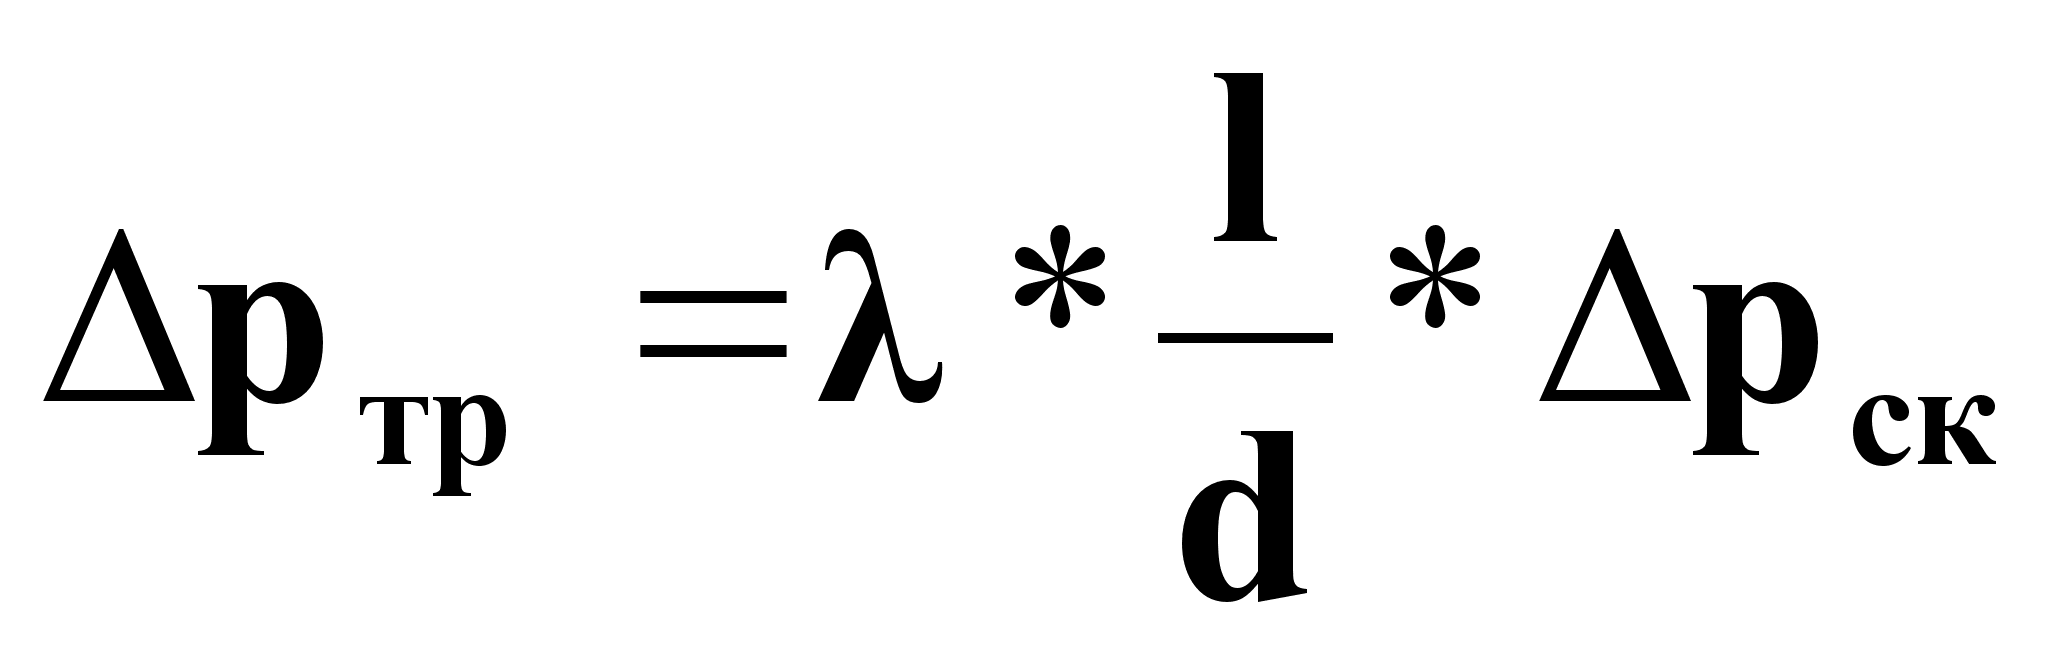 Δp тр = λ * l/d * Δp ск